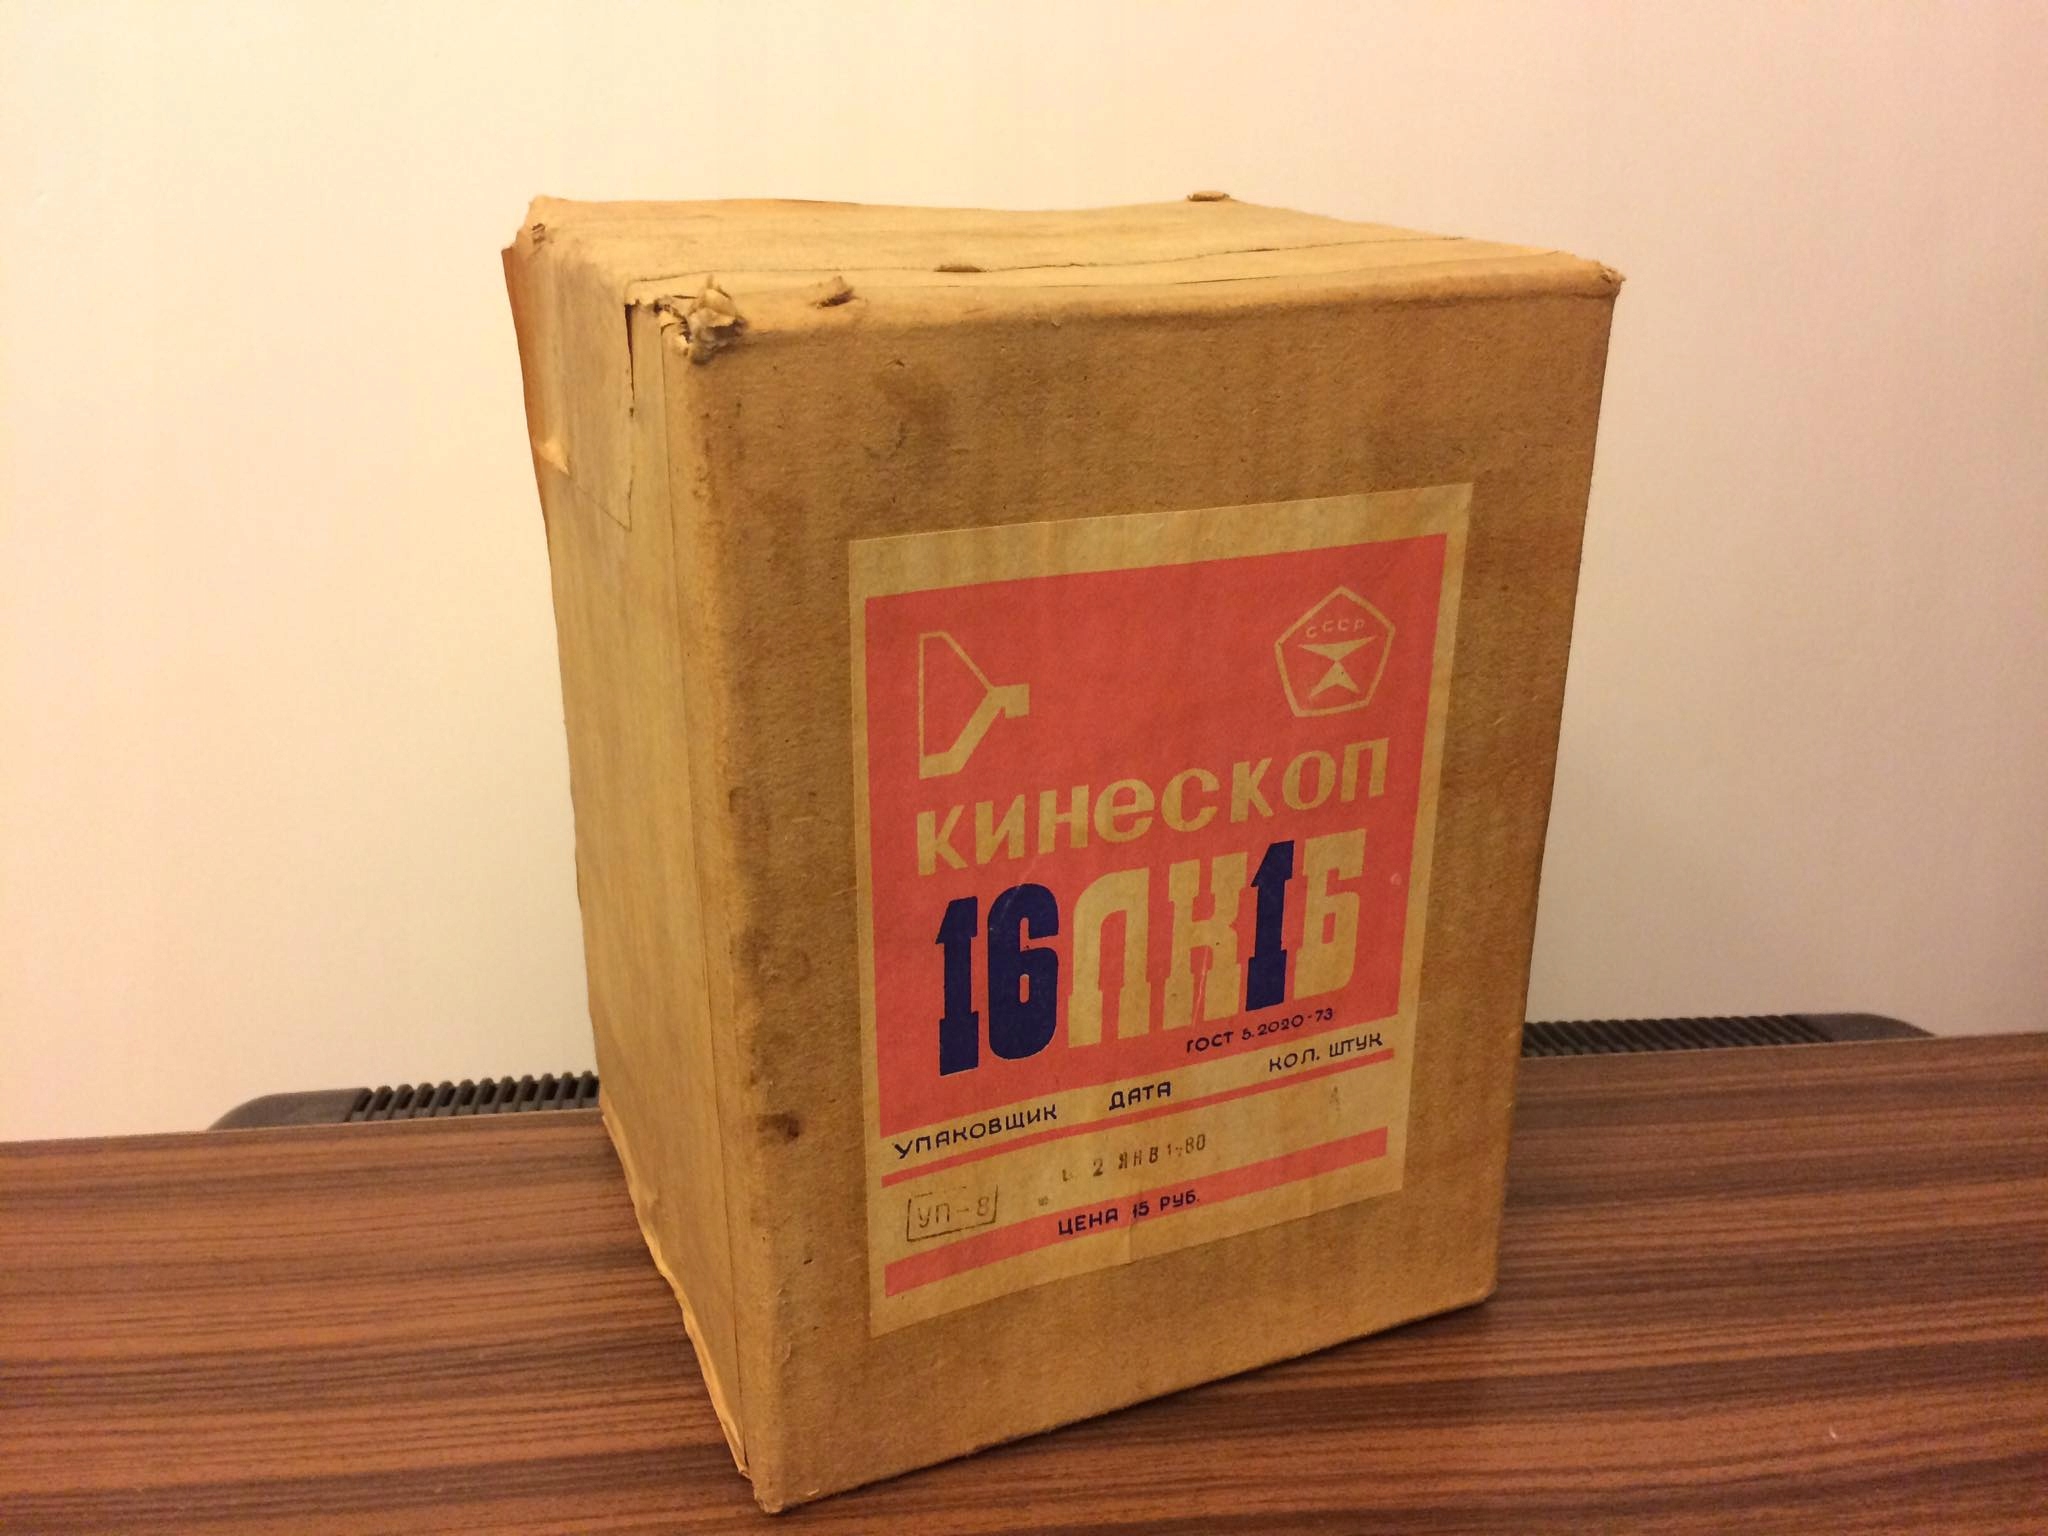 СССР
кинескоп
16ЛК1Б
ГОСТ 5.2020-73
УПАКОВЩИК ДАТА КОЛ. ШТУК
УП-8 2 ЯНВ 1980 1
ЦЕНА 15 РУБ.